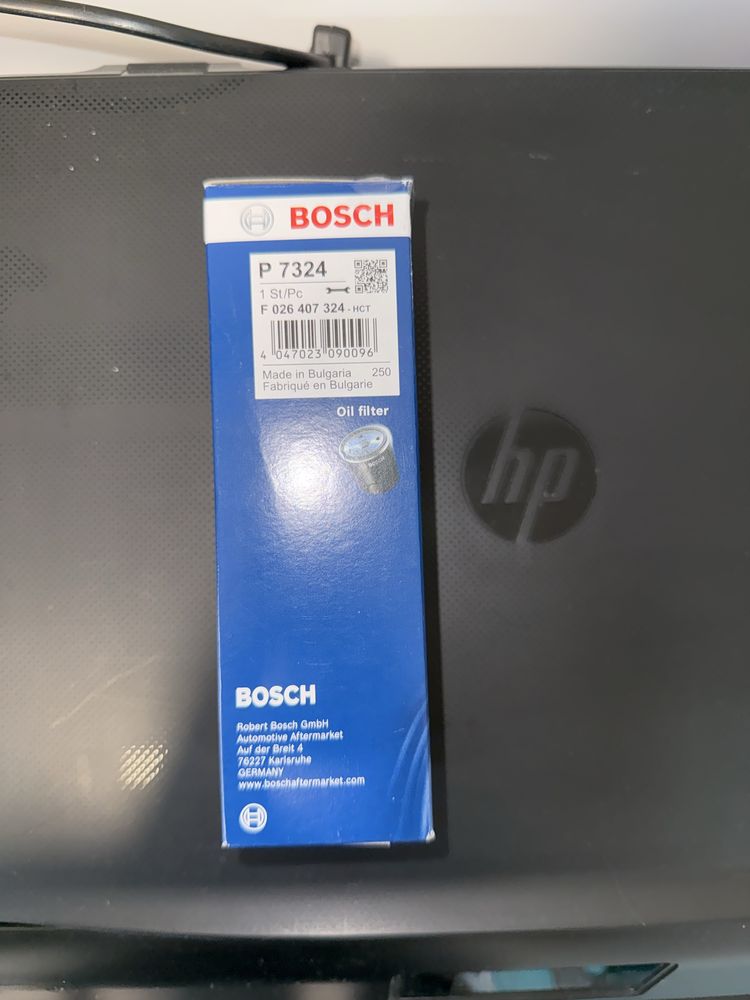 BOSCH
P 7324
1 St/Pc
F 026 407 324 - HCT
4 047023 090096
Made in Bulgaria 250
Fabriqué en Bulgarie
Oil filter
BOSCH
BOSCH
Robert Bosch GmbH
Automotive Aftermarket
Auf der Breit 4
76227 Karlsruhe
GERMANY
www.boschaftermarket.com
hp